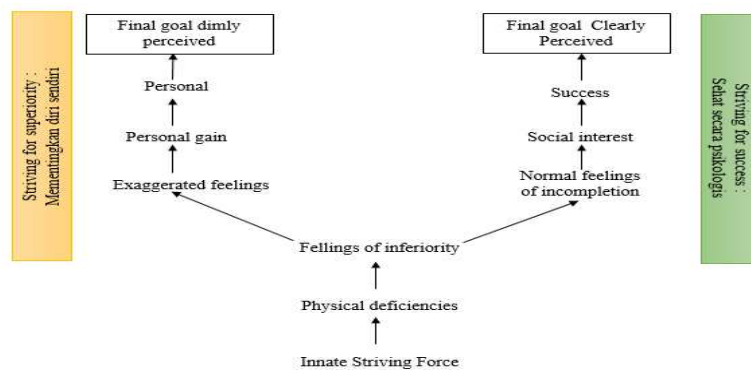 Final goal dimly
perceived
Personal
Personal gain
Exaggerated feelings
Striving for superiority :
Mementingkan diri sendiri
Final goal  Clearly
Perceived
Success
Social interest
Normal feelings
of incompletion
Striving for success :
Sehat secara psikologis
Fellings of inferiority
Physical deficiencies
Innate Striving Force